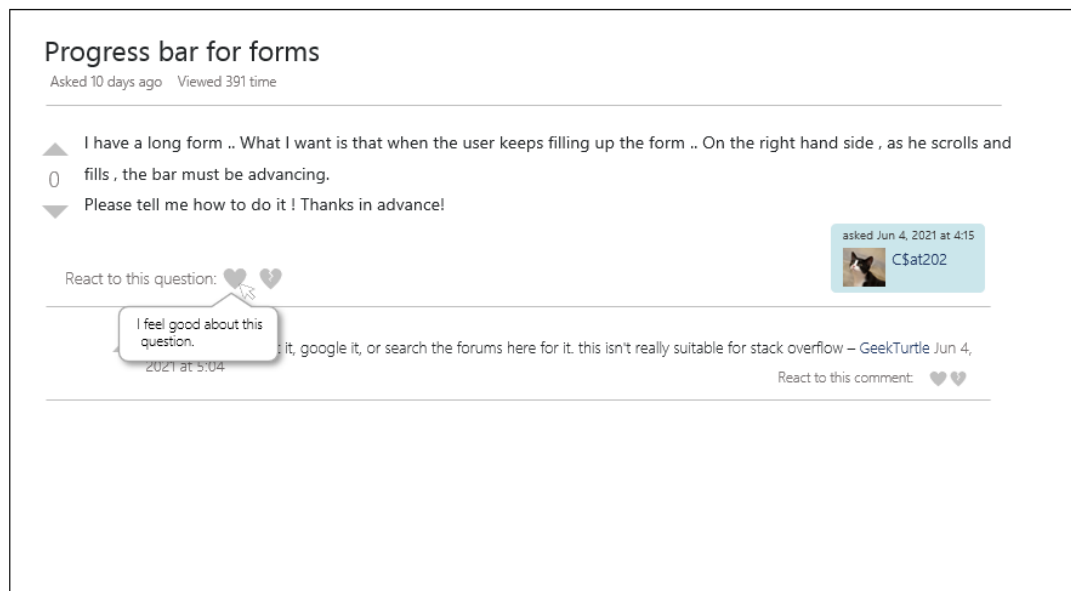 Progress bar for forms
Asked 10 days ago Viewed 391 time
I have a long form .. What I want is that when the user keeps filling up the form .. On the right hand side , as he scrolls and
0 fills , the bar must be advancing.
Please tell me how to do it ! Thanks in advance!
asked Jun 4, 2021 at 4:15
C$at202
React to this question:
I feel good about this
question.
it, google it, or search the forums here for it. this isn't really suitable for stack overflow – GeekTurtle Jun 4,
2021 at 5:04
React to this comment: